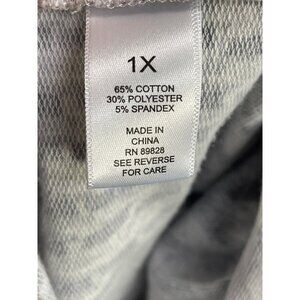 1X
65% COTTON
30% POLYESTER
5% SPANDEX
MADE IN
CHINA
RN 89828
SEE REVERSE
FOR CARE